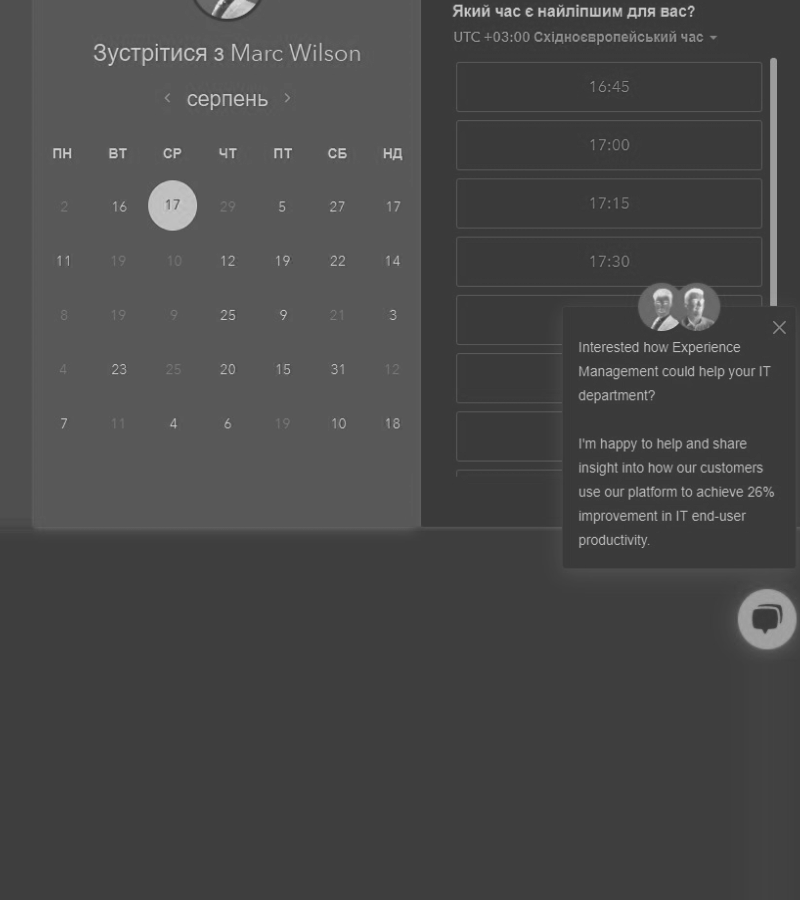 Зустрітися з Marc Wilson
серпень
ПН ВТ СР ЧТ ПТ СБ НД
2 16 17 29 5 27 17
11 19 10 12 19 22 14
8 19 9 25 9 21 3
4 23 25 20 15 31 12
7 11 4 6 19 10 18
Який час є найліпшим для вас?
UTC +03:00 Східноєвропейський час
16:45
17:00
17:15
17:30
Interested how Experience
Management could help your IT
department?
I'm happy to help and share
insight into how our customers
use our platform to achieve 26%
improvement in IT end-user
productivity.